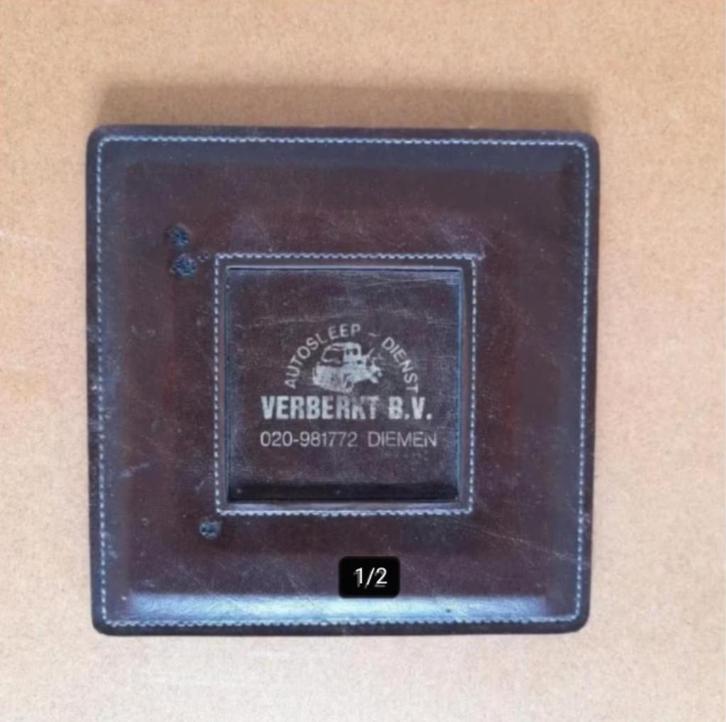 AUTOSLEEP - DIENST
VERBERKT B.V.
020-981772 DIEMEN
1/2